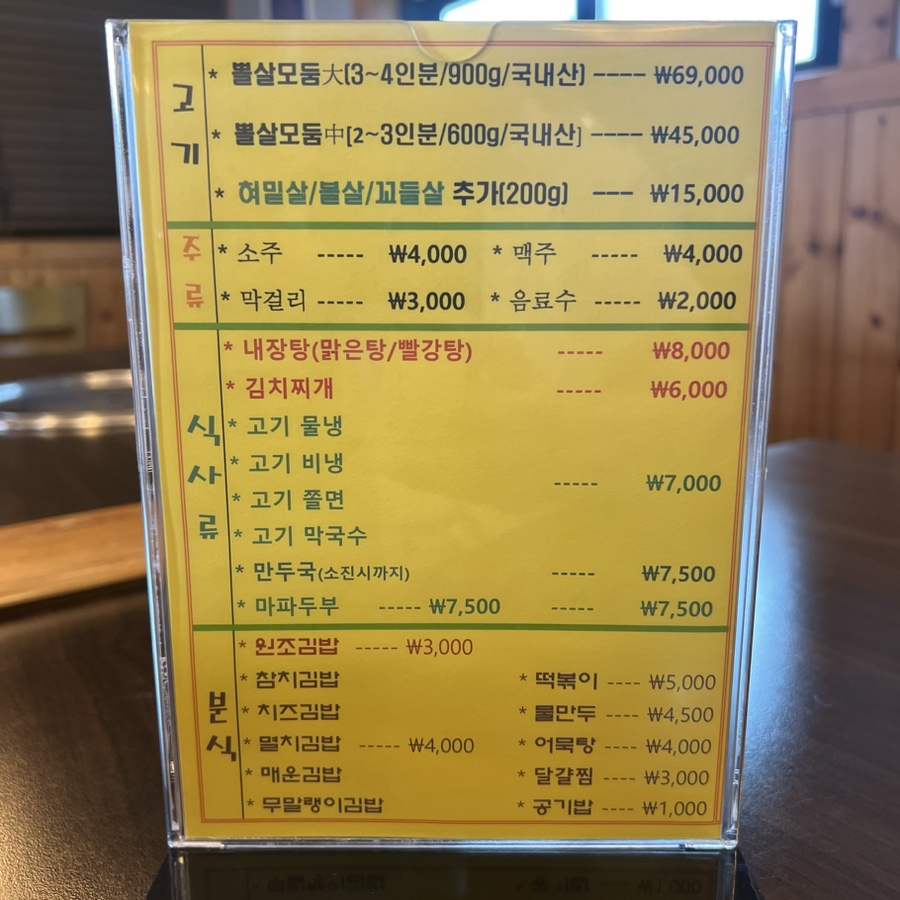 고기
* 뽈살모둠大(3~4인분/900g/국내산) ---- ₩69,000
* 뽈살모둠中[2~3인분/600g/국내산] ---- ₩45,000
* 혀밑살/볼살/꼬들살 추가(200g) --- ₩15,000
주류
* 소주 ----- ₩4,000 * 맥주 ----- ₩4,000
* 막걸리 ----- ₩3,000 * 음료수 ----- ₩2,000
식사류
* 내장탕(맑은탕/빨강탕) ----- ₩8,000
* 김치찌개 ----- ₩6,000
* 고기 물냉
* 고기 비냉
* 고기 쫄면
----- ₩7,000
* 고기 막국수
* 만두국(소진시까지) ----- ₩7,500
* 마파두부 ----- ₩7,500 ----- ₩7,500
분식
* 원조김밥 ----- ₩3,000
* 참치김밥 * 떡볶이 ---- ₩5,000
* 치즈김밥 * 물만두 ---- ₩4,500
* 멸치김밥 ----- ₩4,000 * 어묵탕 ---- ₩4,000
* 매운김밥 * 달걀찜 ---- ₩3,000
* 무말랭이김밥 * 공기밥 ---- ₩1,000